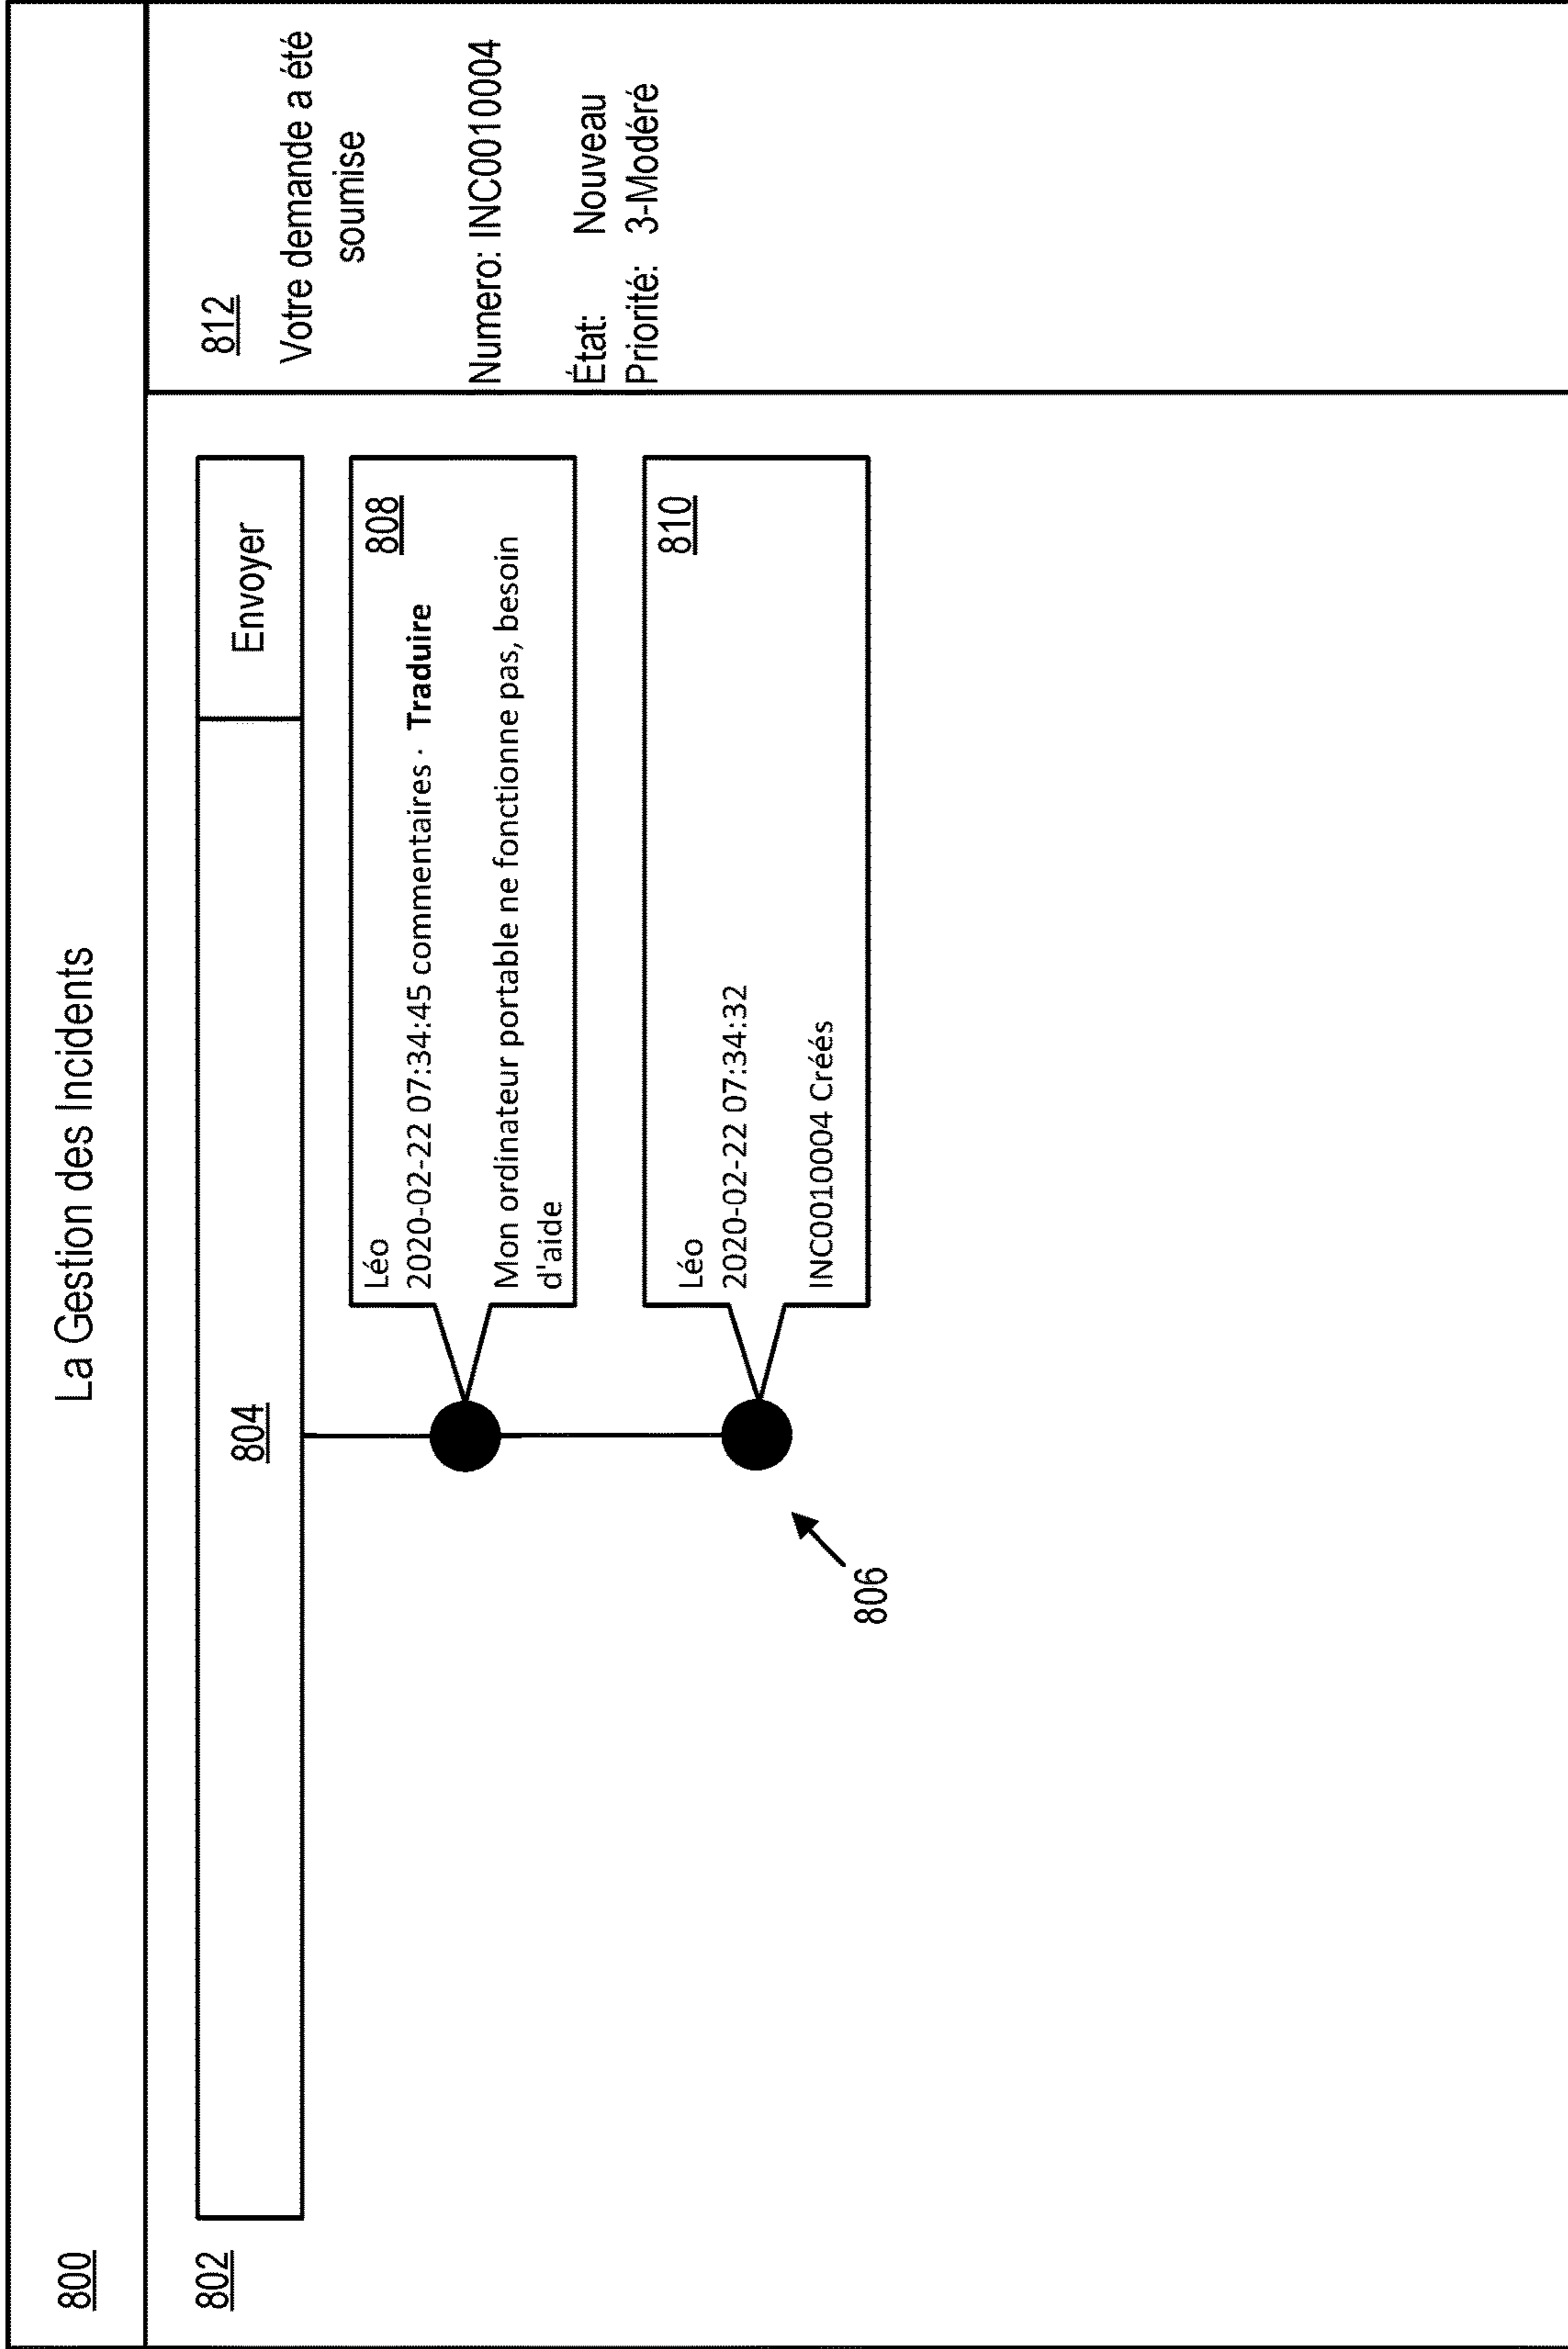 800
La Gestion des Incidents
802
804
Envoyer
Léo
808
2020-02-22 07:34:45 commentaires · Traduire
Mon ordinateur portable ne fonctionne pas, besoin
d'aide
Léo
810
2020-02-22 07:34:32
INC0010004 Créés
806
812
Votre demande a été
soumise
Numero: INC0010004
État: Nouveau
Priorité: 3-Modéré